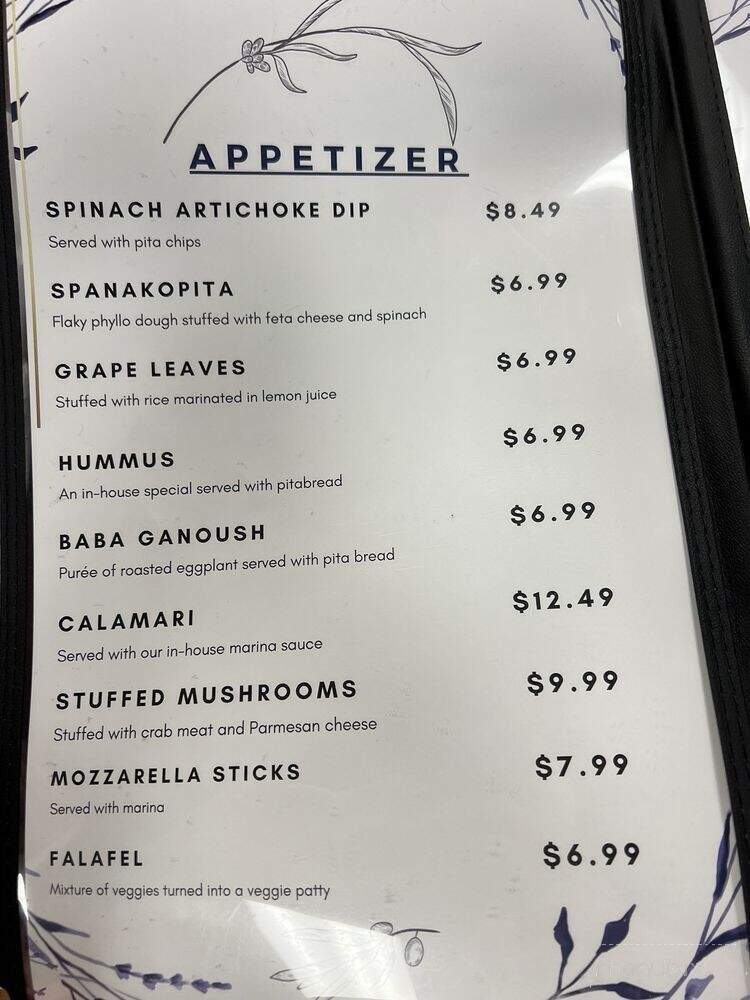 APPETIZER
SPINACH ARTICHOKE DIP $8.49
Served with pita chips
SPANAKOPITA $6.99
Flaky phyllo dough stuffed with feta cheese and spinach
GRAPE LEAVES $6.99
Stuffed with rice marinated in lemon juice
HUMMUS $6.99
An in-house special served with pitabread
BABA GANOUSH $6.99
Purée of roasted eggplant served with pita bread
CALAMARI $12.49
Served with our in-house marina sauce
STUFFED MUSHROOMS $9.99
Stuffed with crab meat and Parmesan cheese
MOZZARELLA STICKS $7.99
Served with marina
FALAFEL $6.99
Mixture of veggies turned into a veggie patty